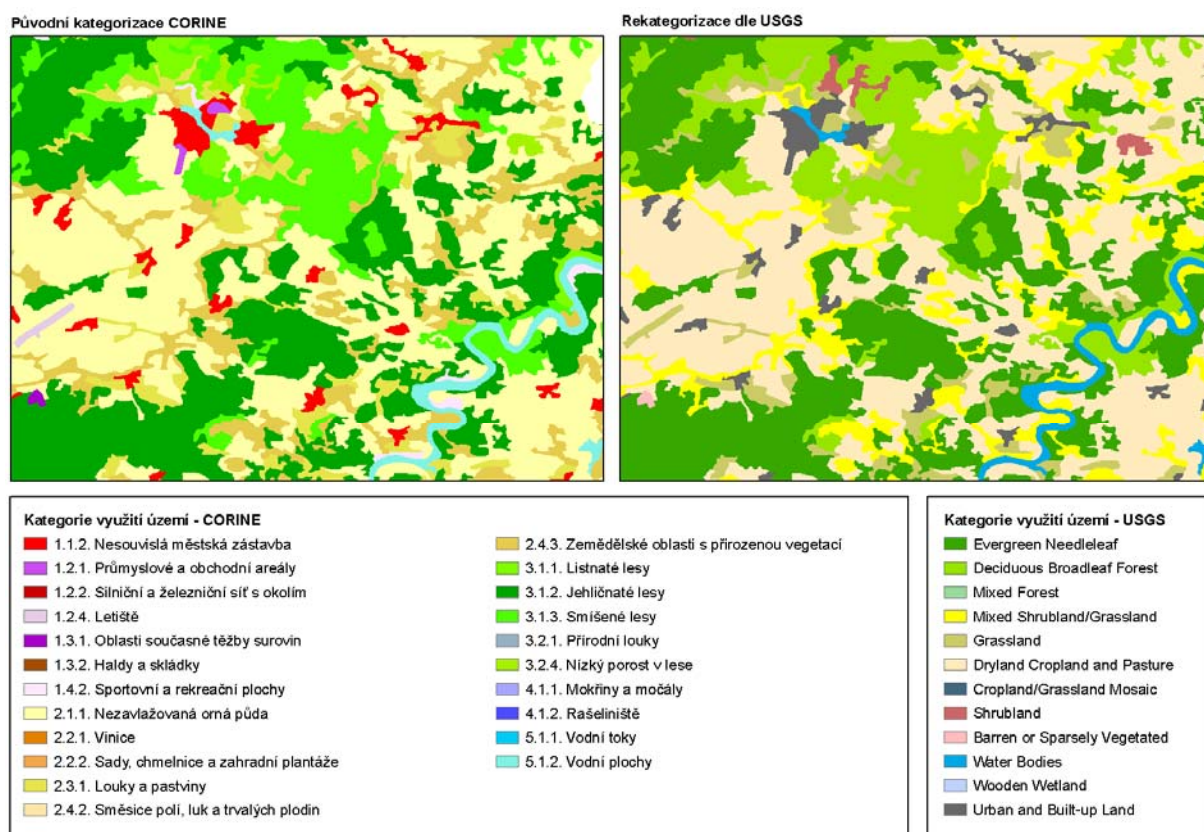 Původní kategorizace CORINE
Rekategorizace dle USGS
Kategorie využití území - CORINE
1.1.2. Nesouvislá městská zástavba
1.2.1. Průmyslové a obchodní areály
1.2.2. Silniční a železniční síť s okolím
1.2.4. Letiště
1.3.1. Oblasti současné těžby surovin
1.3.2. Haldy a skládky
1.4.2. Sportovní a rekreační plochy
2.1.1. Nezavlažovaná orná půda
2.2.1. Vinice
2.2.2. Sady, chmelnice a zahradní plantáže
2.3.1. Louky a pastviny
2.4.2. Směsice polí, luk a trvalých plodin
2.4.3. Zemědělské oblasti s přirozenou vegetací
3.1.1. Listnaté lesy
3.1.2. Jehličnaté lesy
3.1.3. Smíšené lesy
3.2.1. Přírodní louky
3.2.4. Nízký porost v lese
4.1.1. Mokřiny a močály
4.1.2. Rašeliniště
5.1.1. Vodní toky
5.1.2. Vodní plochy
Kategorie využití území - USGS
Evergreen Needleleaf
Deciduous Broadleaf Forest
Mixed Forest
Mixed Shrubland/Grassland
Grassland
Dryland Cropland and Pasture
Cropland/Grassland Mosaic
Shrubland
Barren or Sparsely Vegetated
Water Bodies
Wooden Wetland
Urban and Built-up Land